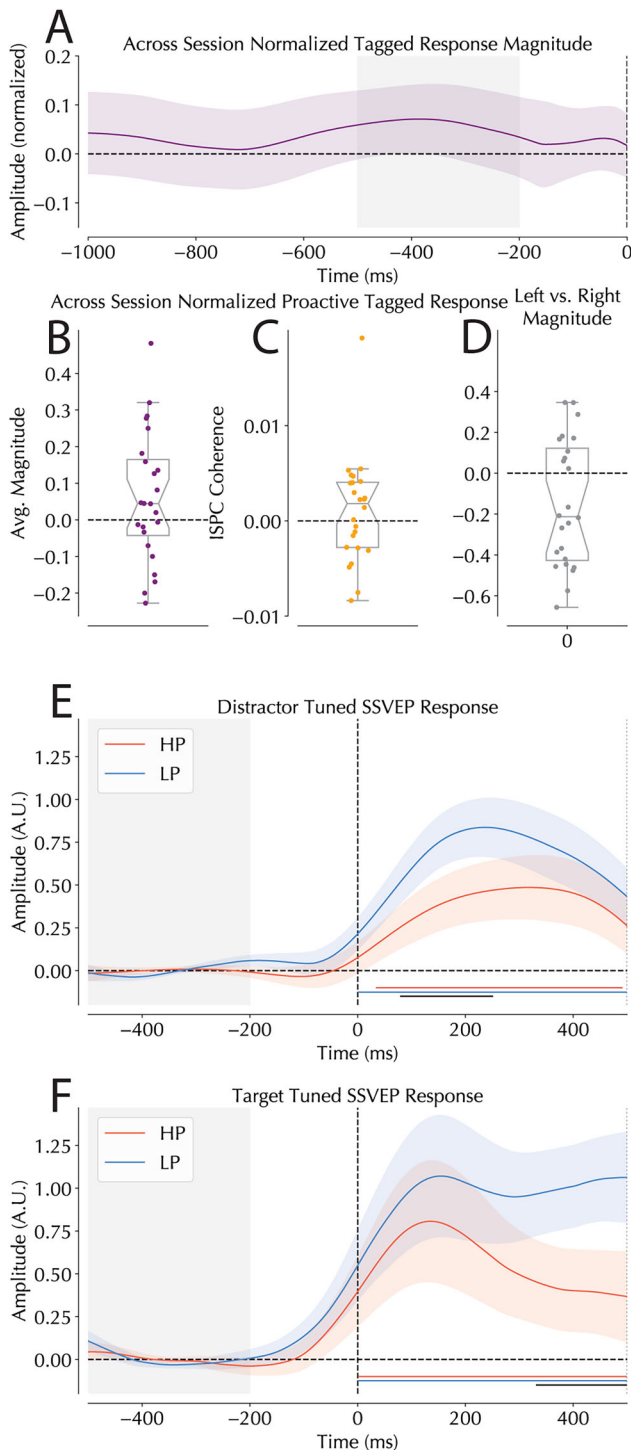 A
Across Session Normalized Tagged Response Magnitude
Amplitude (normalized)
0.2
0.1
0.0
−0.1
−1000
−800
−600
−400
−200
0
Time (ms)
Across Session Normalized Proactive Tagged Response
Left vs. Right
Magnitude
B
Avg. Magnitude
0.4
0.3
0.2
0.1
0.0
−0.1
−0.2
C
ISPC Coherence
0.01
0.00
−0.01
D
0.4
0.2
0.0
−0.2
−0.4
−0.6
0
E
Distractor Tuned SSVEP Response
HP
LP
Amplitude (A.U.)
1.25
1.00
0.75
0.50
0.25
0.00
−400
−200
0
200
400
Time (ms)
F
Target Tuned SSVEP Response
HP
LP
Amplitude (A.U.)
1.25
1.00
0.75
0.50
0.25
0.00
−400
−200
0
200
400
Time (ms)